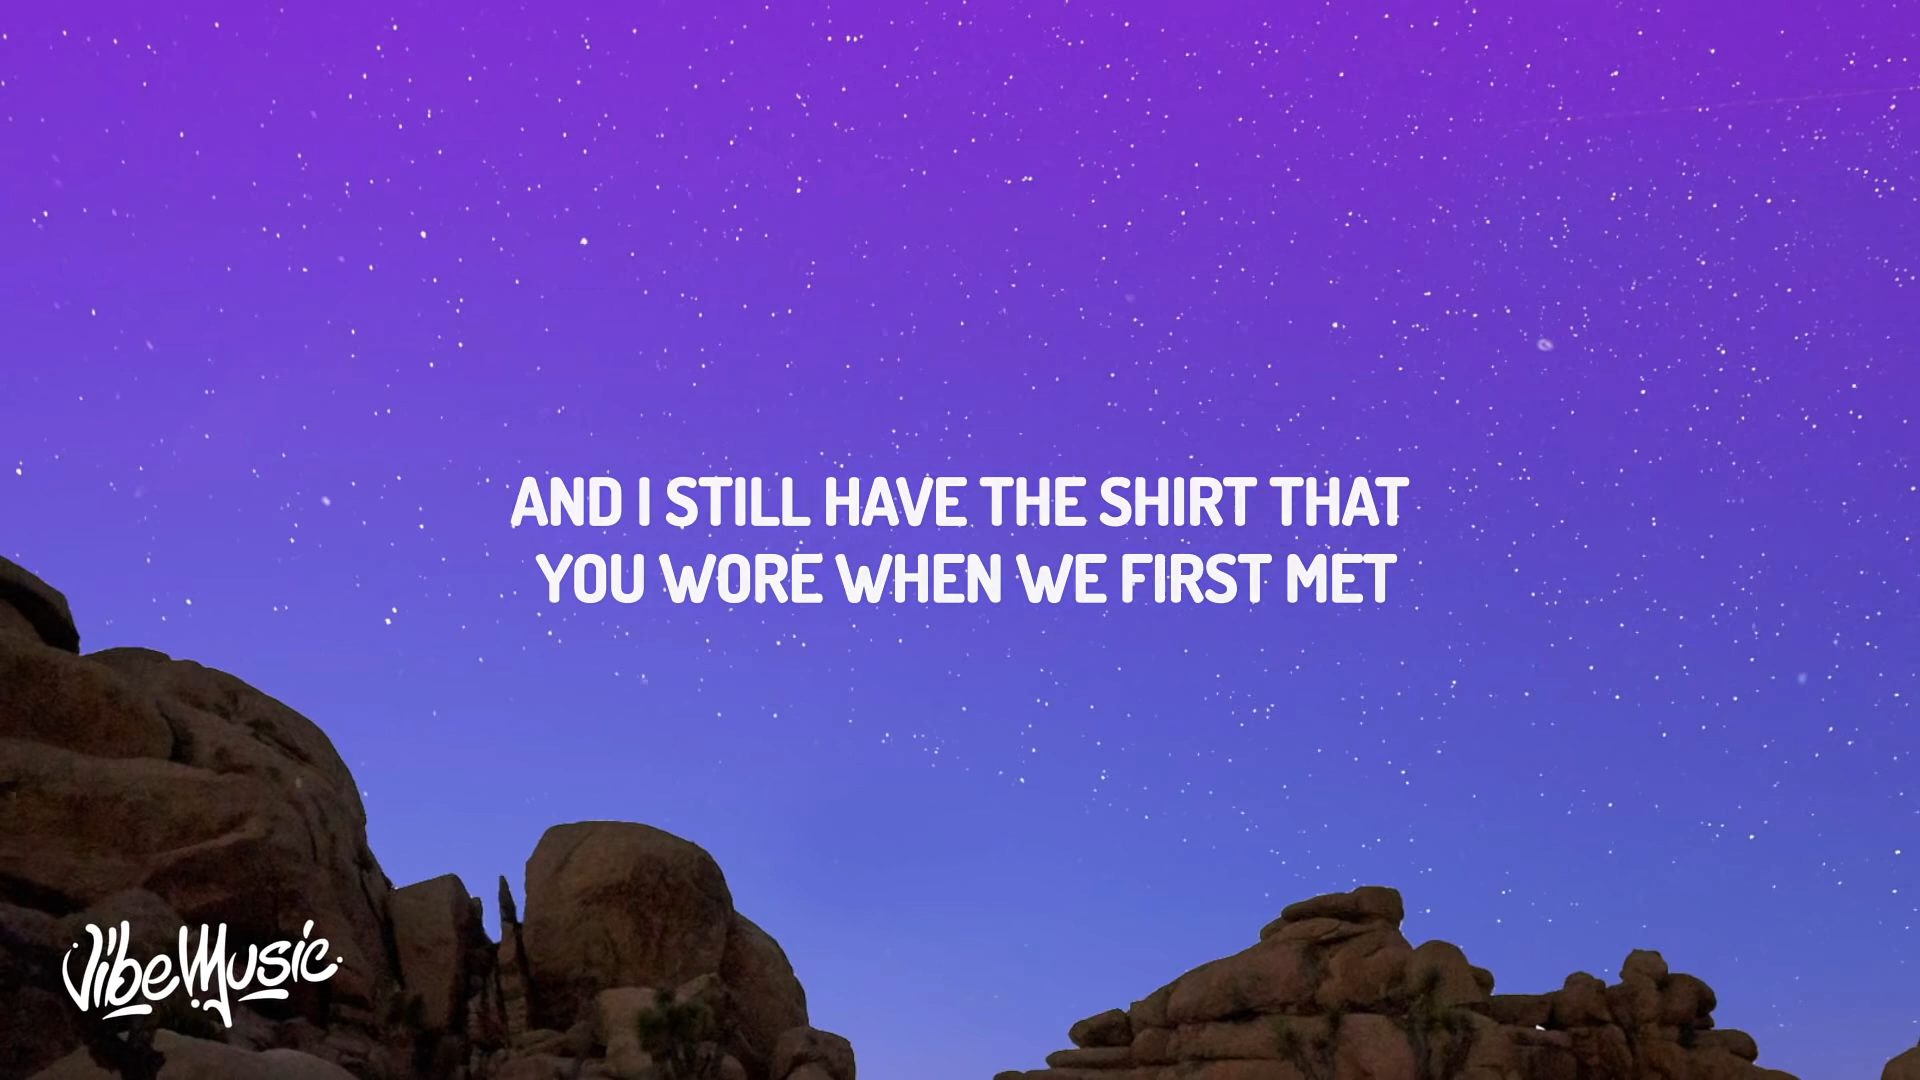 AND I STILL HAVE THE SHIRT THAT
YOU WORE WHEN WE FIRST MET
VibeMusic